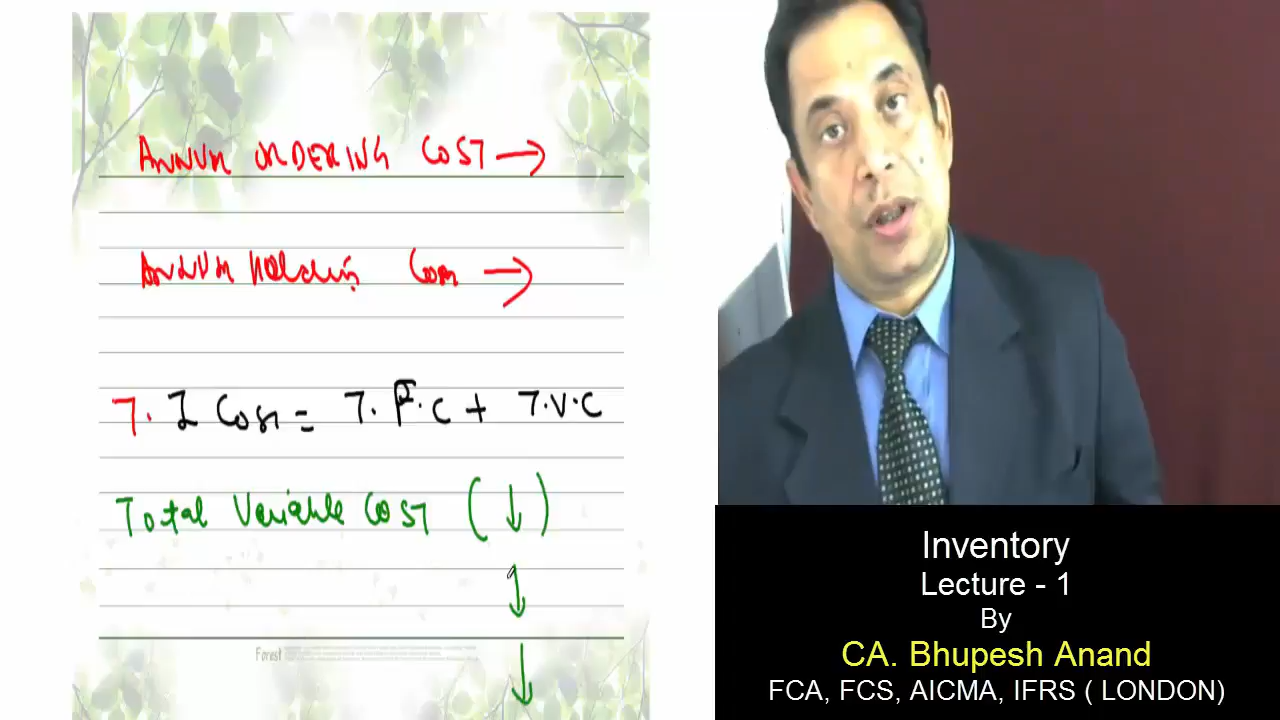 ANNUAL ORDERING COST →
ANNUAL Holding Cost →
T. I Cost = T. F. C + T.V.C
Total Variable COST ( ↓ )
↓
↓
Forest
Inventory
Lecture - 1
By
CA. Bhupesh Anand
FCA, FCS, AICMA, IFRS ( LONDON)